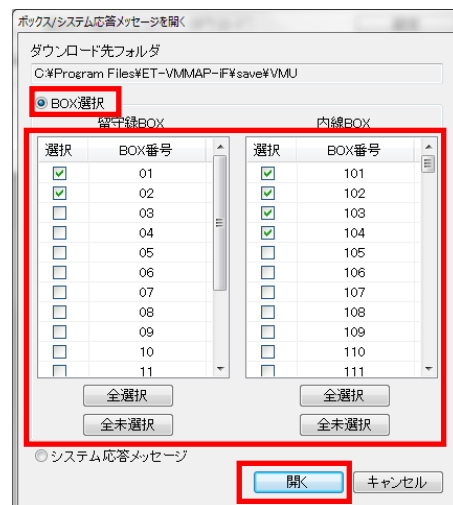 ボックス/システム応答メッセージを開く
ダウンロード先フォルダ
C:¥Program Files¥ET-VMMAP-iF¥save¥VMU
BOX選択
留守録BOX 内線BOX
選択 BOX番号 選択 BOX番号
01 101
02 102
03 103
04 104
05 105
06 106
07 107
08 108
09 109
10 110
11 111
全選択 全選択
全未選択 全未選択
システム応答メッセージ
開く キャンセル